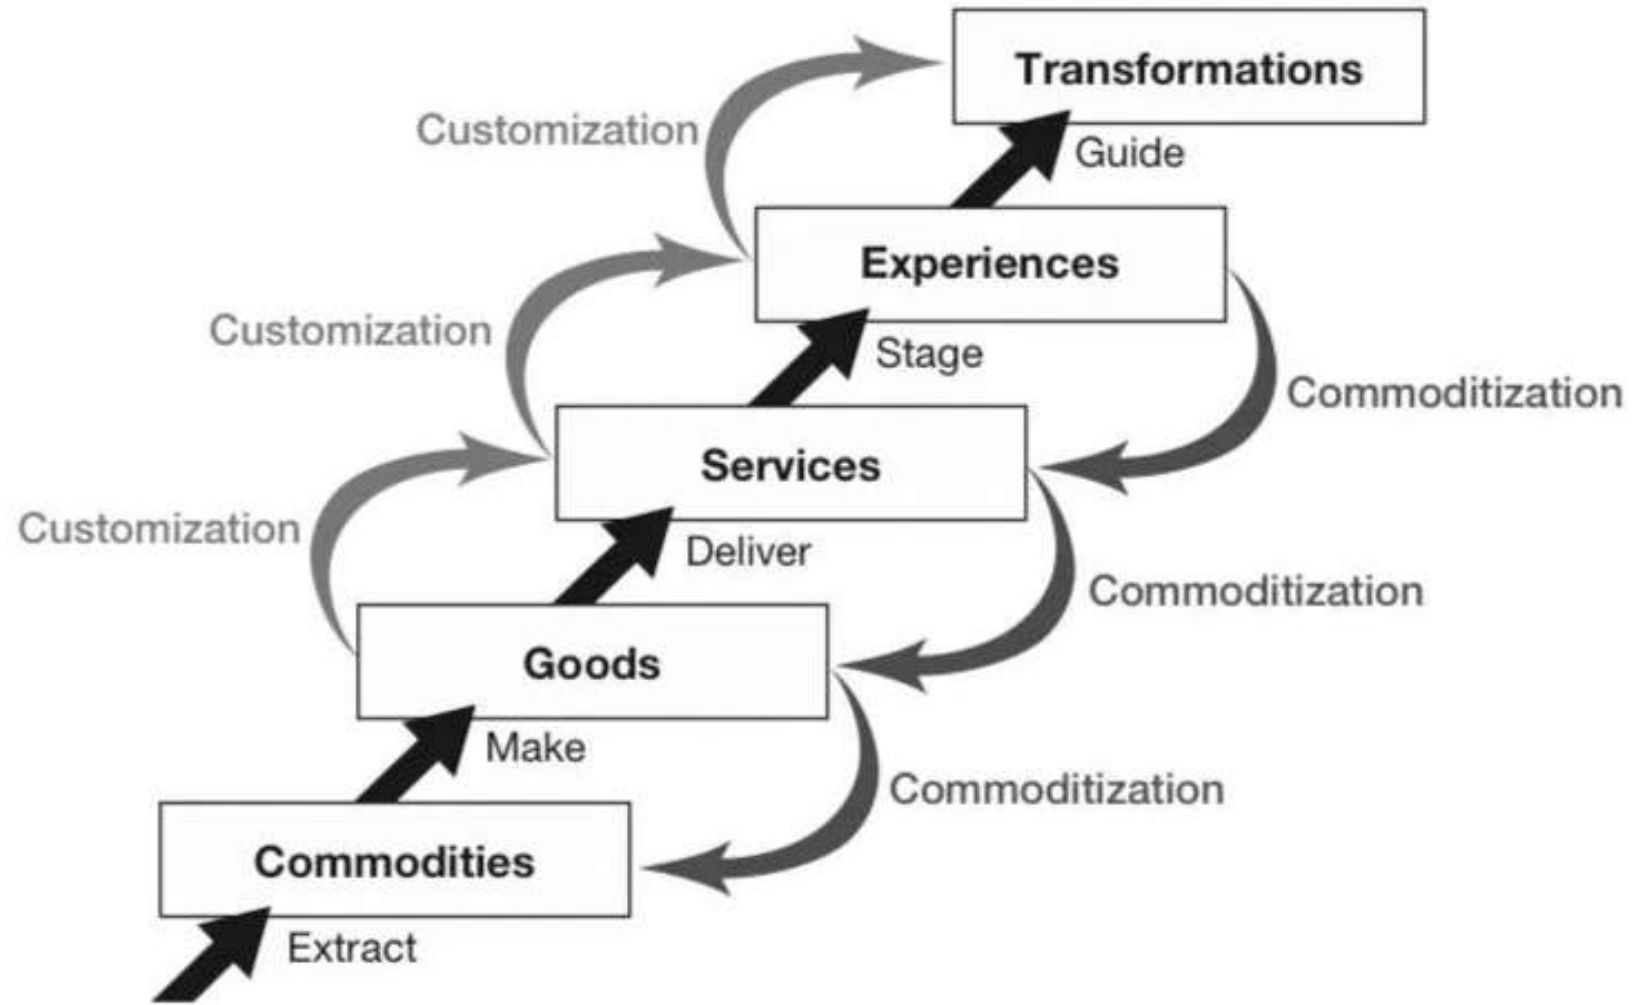 Transformations
Customization
Guide
Experiences
Customization
Stage
Commoditization
Services
Customization
Deliver
Commoditization
Goods
Make
Commoditization
Commodities
Extract